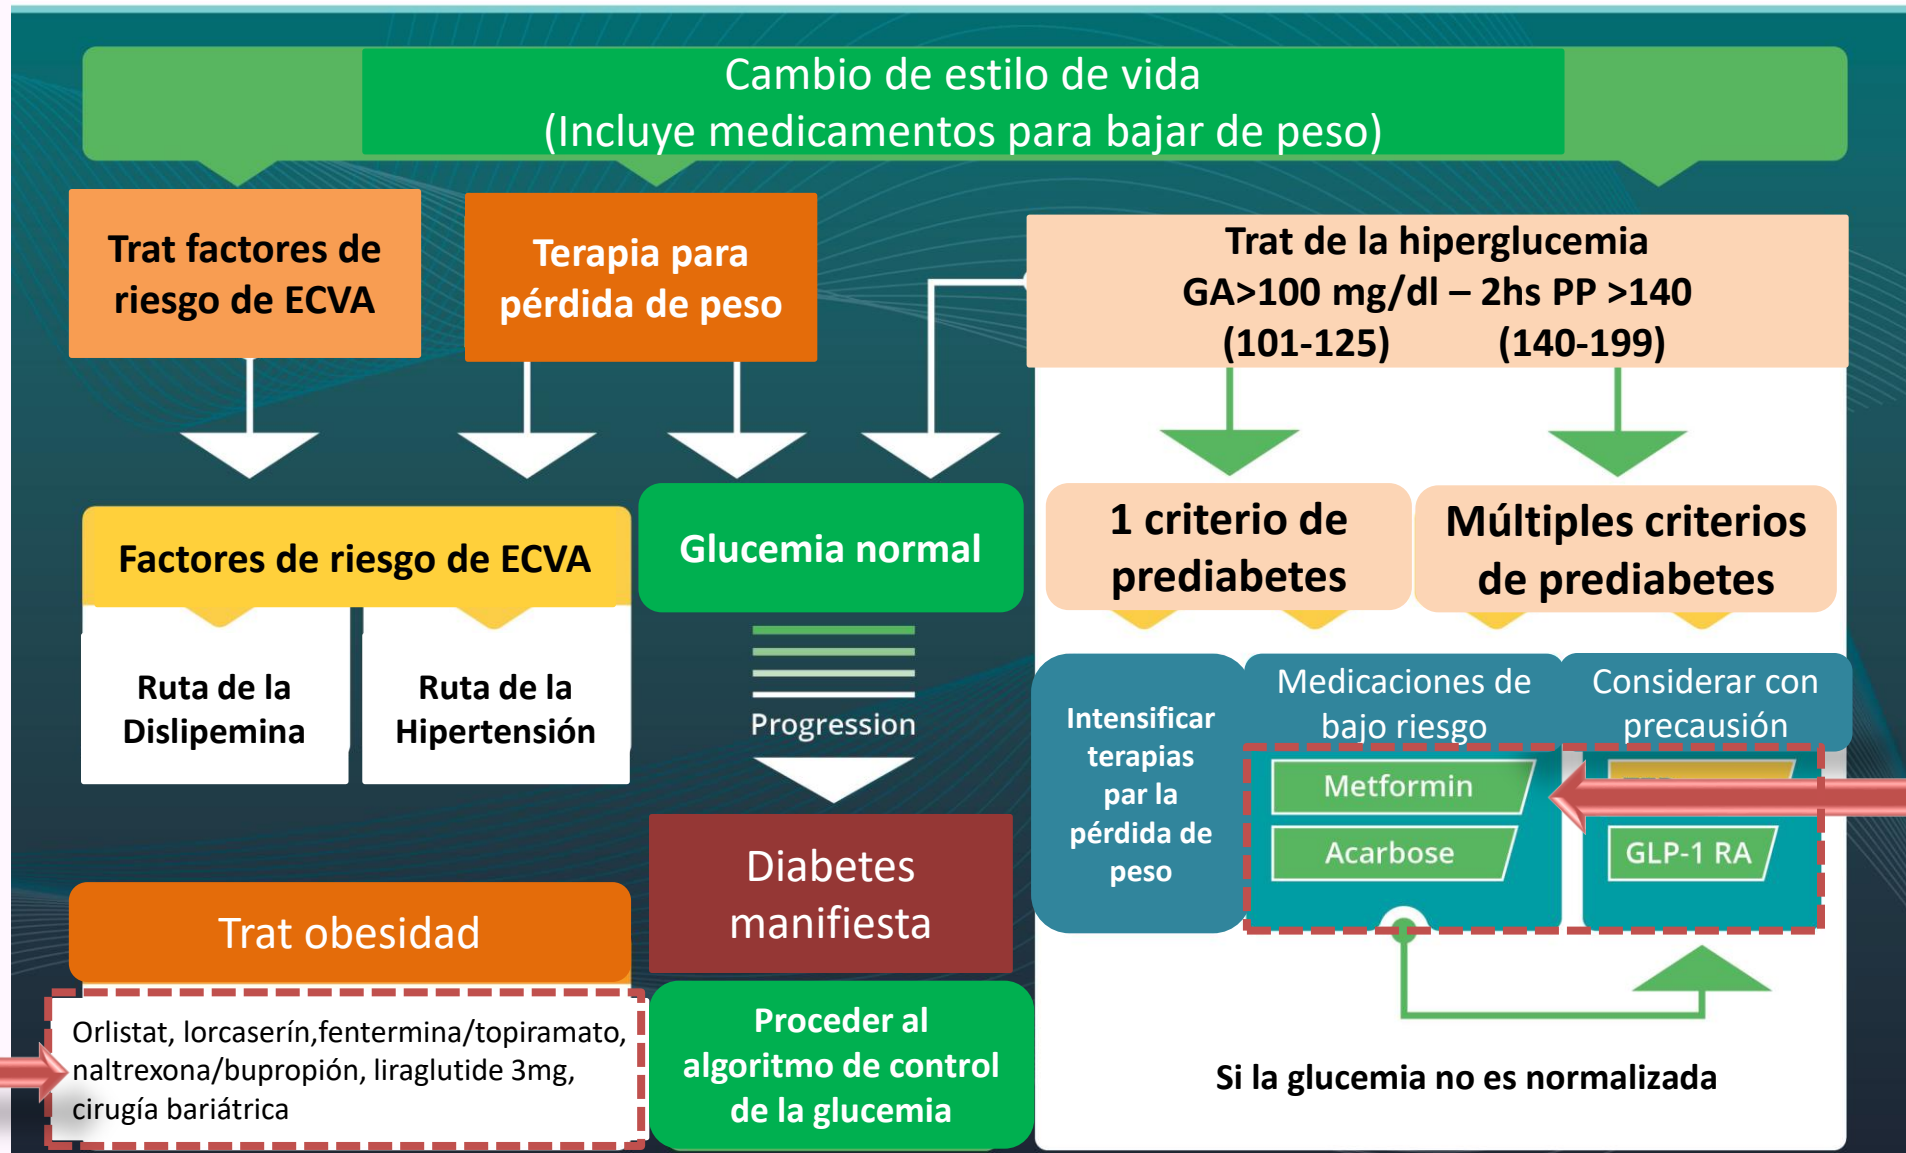 Cambio de estilo de vida
(Incluye medicamentos para bajar de peso)
Trat factores de
riesgo de ECVA
Terapia para
pérdida de peso
Trat de la hiperglucemia
GA>100 mg/dl – 2hs PP >140
(101-125) (140-199)
Factores de riesgo de ECVA
Glucemia normal
1 criterio de
prediabetes
Múltiples criterios
de prediabetes
Ruta de la
Dislipemina
Ruta de la
Hipertensión
Progression
Intensificar
terapias
par la
pérdida de
peso
Medicaciones de
bajo riesgo
Considerar con
precausión
Metformin
Acarbose
GLP-1 RA
Diabetes
manifiesta
Trat obesidad
Orlistat, lorcaserín,fentermina/topiramato,
naltrexona/bupropión, liraglutide 3mg,
cirugía bariátrica
Proceder al
algoritmo de control
de la glucemia
Si la glucemia no es normalizada